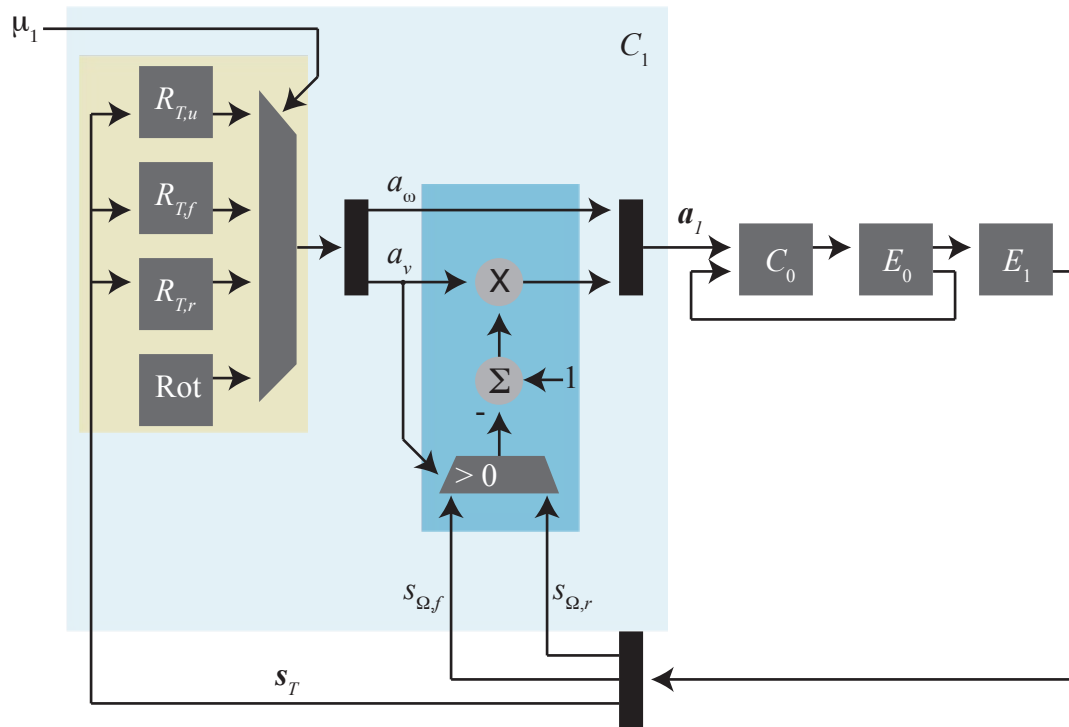 μ1
C1
RT,u
RT,f
RT,r
Rot
aω
av
X
Σ
1
-
> 0
a1
C0
E0
E1
sΩ,f
sΩ,r
sT